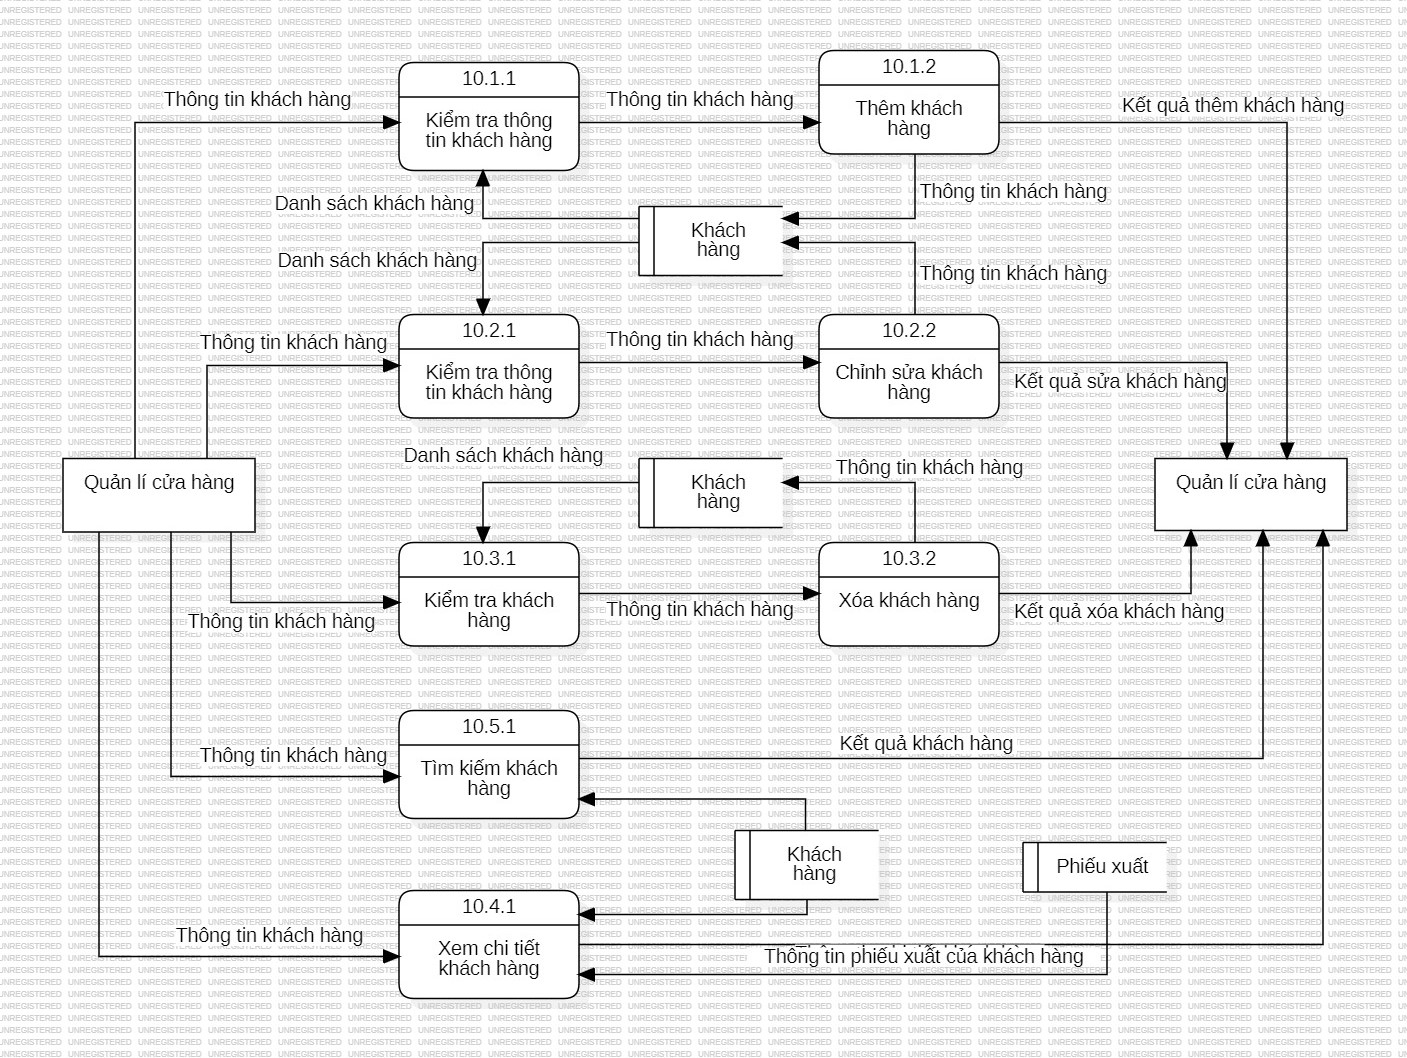 10.1.1
Kiểm tra thông
tin khách hàng
10.1.2
Thêm khách
hàng
Thông tin khách hàng
Thông tin khách hàng
Kết quả thêm khách hàng
Danh sách khách hàng
Thông tin khách hàng
Khách
hàng
Danh sách khách hàng
Thông tin khách hàng
10.2.1
Kiểm tra thông
tin khách hàng
10.2.2
Chỉnh sửa khách
hàng
Thông tin khách hàng
Thông tin khách hàng
Kết quả sửa khách hàng
Quản lí cửa hàng
Danh sách khách hàng
Khách
hàng
Thông tin khách hàng
Quản lí cửa hàng
10.3.1
Kiểm tra khách
hàng
10.3.2
Xóa khách hàng
Thông tin khách hàng
Thông tin khách hàng
Kết quả xóa khách hàng
10.5.1
Tìm kiếm khách
hàng
Thông tin khách hàng
Kết quả khách hàng
Khách
hàng
Phiếu xuất
10.4.1
Xem chi tiết
khách hàng
Thông tin khách hàng
Thông tin phiếu xuất của khách hàng
UNREGISTERED